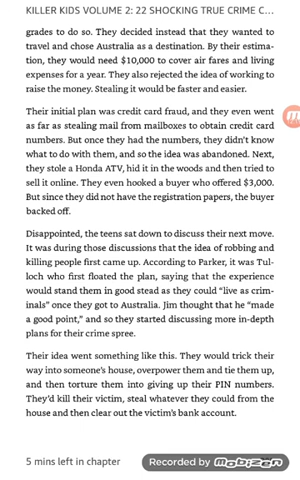 KILLER KIDS VOLUME 2: 22 SHOCKING TRUE CRIME C...
grades to do so. They decided instead that they wanted to
travel and chose Australia as a destination. By their estima-
tion, they would need $10,000 to cover air fares and living
expenses for a year. They also rejected the idea of working to
raise the money. Stealing it would be faster and easier.
Their initial plan was credit card fraud, and they even went
as far as stealing mail from mailboxes to obtain credit card
numbers. But once they had the numbers, they didn't know
what to do with them, and so the idea was abandoned. Next,
they stole a Honda ATV, hid it in the woods and then tried to
sell it online. They even hooked a buyer who offered $3,000.
But since they did not have the registration papers, the buyer
backed off.
Disappointed, the teens sat down to discuss their next move.
It was during those discussions that the idea of robbing and
killing people first came up. According to Parker, it was Tul-
loch who first floated the plan, saying that the experience
would stand them in good stead as they could "live as crim-
inals" once they got to Australia. Jim thought that he "made
a good point," and so they started discussing more in-depth
plans for their crime spree.
Their idea went something like this. They would trick their
way into someone's house, overpower them and tie them up,
and then torture them into giving up their PIN numbers.
They'd kill their victim, steal whatever they could from the
house and then clear out the victim's bank account.
5 mins left in chapter
Recorded by mobizen